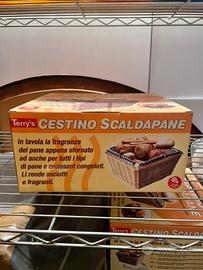 Terry's CESTINO SCALDAPANE
In tavola la fragranza
del pane appena sfornato
ed anche per tutti i tipi
di pane e croissant congelati.
Li rende asciutti
e fragranti.
Terry's CESTINO SCALDAPANE